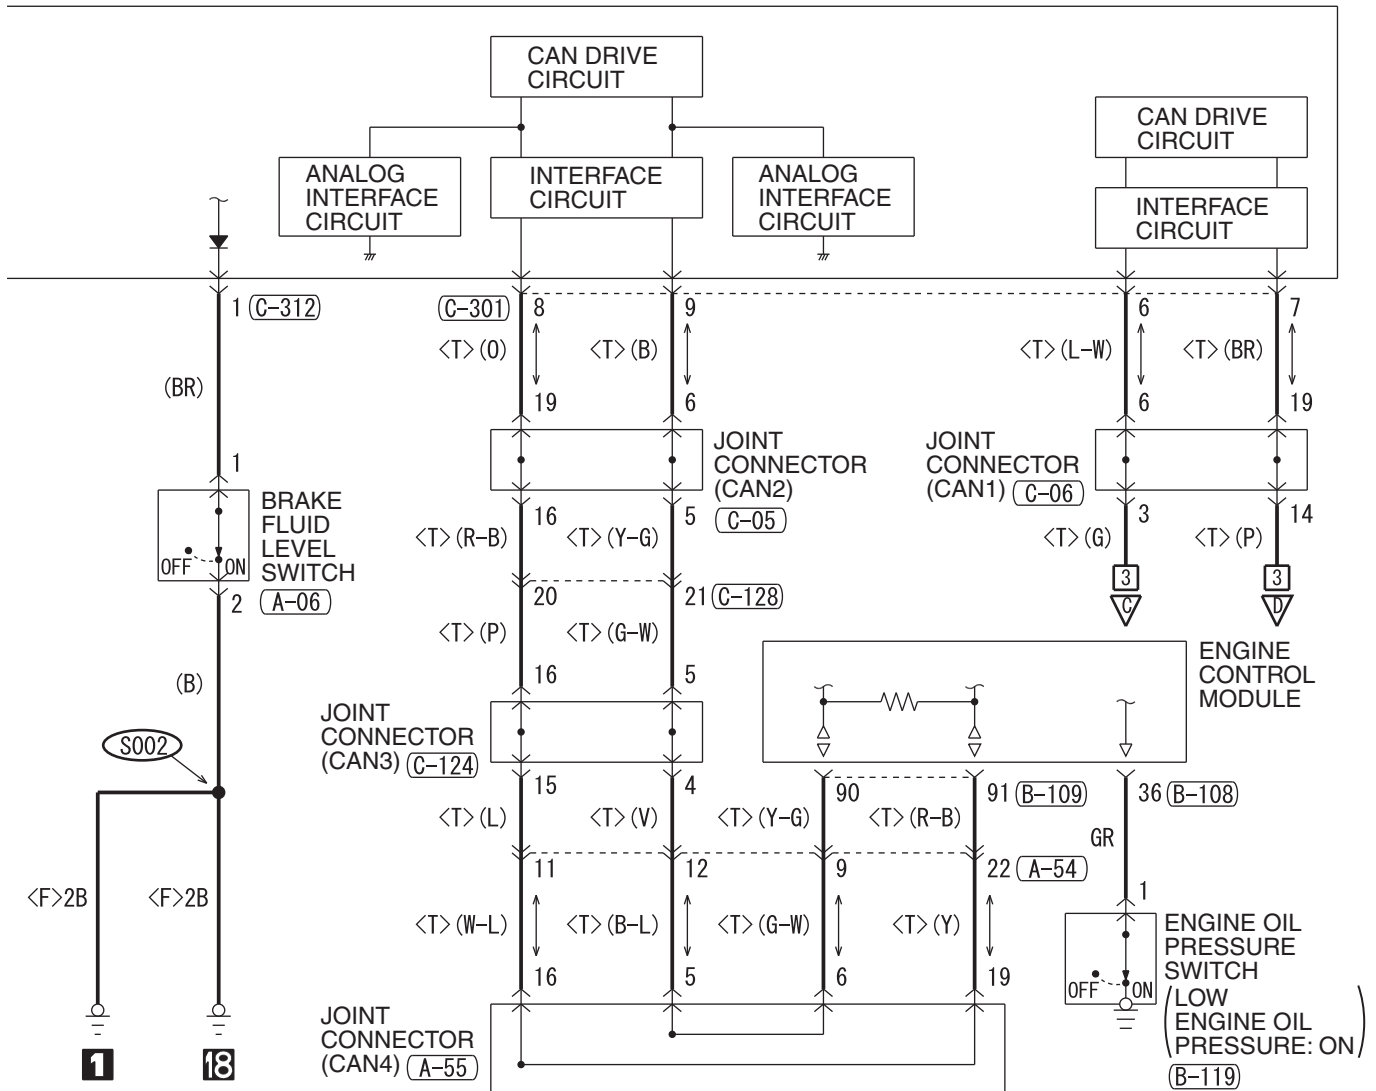 CAN DRIVE
CIRCUIT
CAN DRIVE
CIRCUIT
ANALOG
INTERFACE
CIRCUIT
INTERFACE
CIRCUIT
ANALOG
INTERFACE
CIRCUIT
INTERFACE
CIRCUIT
1 C-312
C-301 8
9
6
7
<T>(O)
<T>(B)
<T>(L-W)
<T>(BR)
(BR)
19
6
6
19
JOINT
CONNECTOR
(CAN2)
C-05
JOINT
CONNECTOR
(CAN1) C-06
1
BRAKE
FLUID
LEVEL
SWITCH
OFF ON
2 A-06
16
5
3
14
<T>(R-B)
<T>(Y-G)
<T>(G)
<T>(P)
3
3
C
D
20
21 C-128
<T>(P)
<T>(G-W)
16
5
ENGINE
CONTROL
MODULE
(B)
S002
JOINT
CONNECTOR
(CAN3) C-124
15
4
90
91 B-109
36 B-108
<T>(L)
<T>(V)
<T>(Y-G)
<T>(R-B)
GR
11
12
9
22 A-54
1
<F>2B
<F>2B
<T>(W-L)
<T>(B-L)
<T>(G-W)
<T>(Y)
16
5
6
19
ENGINE OIL
PRESSURE
SWITCH
OFF ON
(LOW
ENGINE OIL
PRESSURE: ON)
B-119
JOINT
CONNECTOR
(CAN4) A-55
1
18